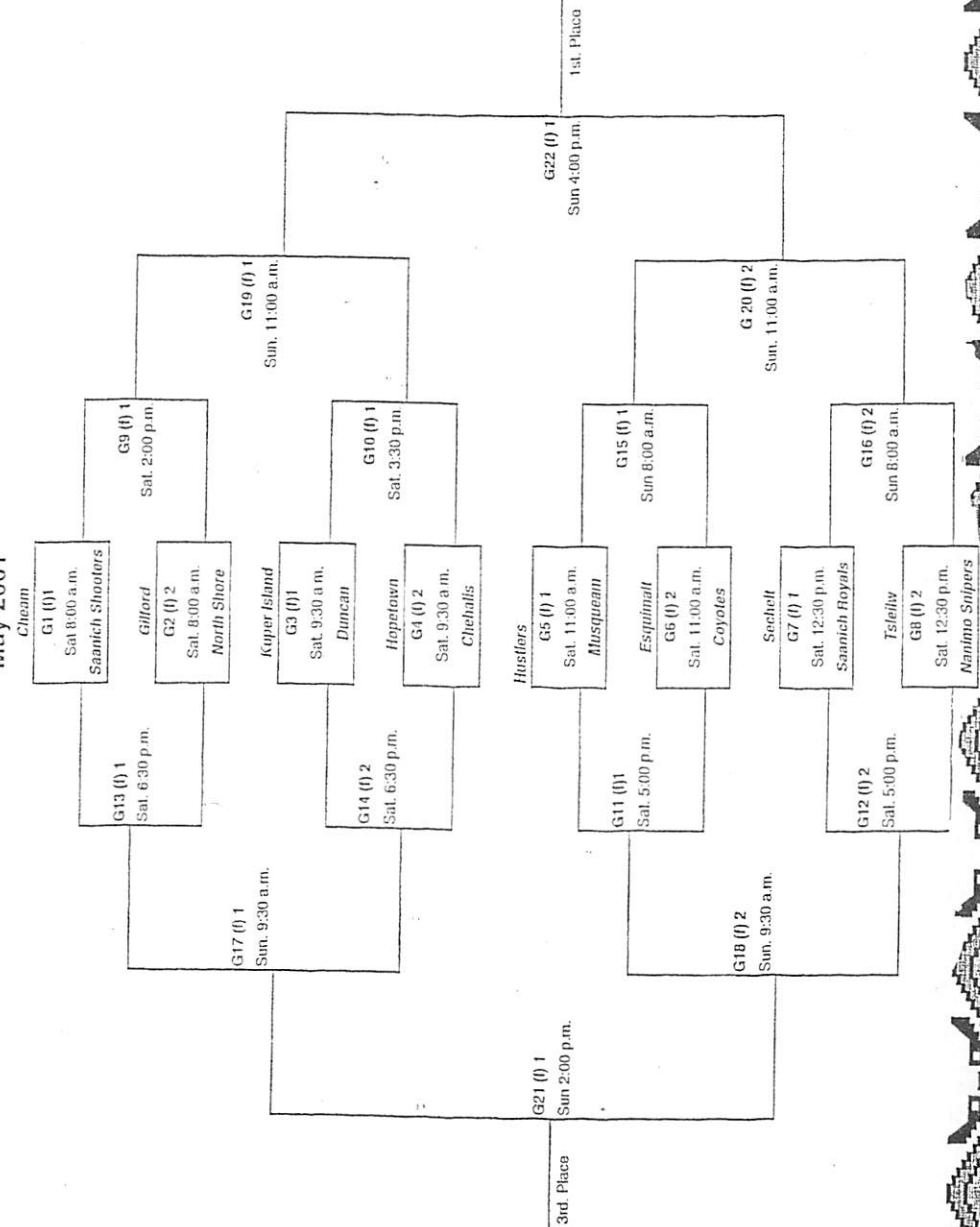 May 2001
Cheam
G1 (f)1
Sat 8:00 a.m.
Saanich Shooters
Gilford
G2 (f) 2
Sat. 8:00 a.m.
North Shore
Kuper Island
G3 (f)1
Sat. 9:30 a.m.
Duncan
Hopetown
G4 (f) 2
Sat. 9:30 a.m.
Chehalis
Hustlers
G5 (f) 1
Sat. 11:00 a.m.
Musqueam
Esquimalt
G6 (f) 2
Sat. 11:00 a.m.
Coyotes
Sechelt
G7 (f) 1
Sat. 12:30 p.m.
Saanich Royals
Tsleilw
G8 (f) 2
Sat. 12:30 p.m.
Nanimo Snipers
G9 (f) 1
Sat. 2:00 p.m.
G10 (f) 1
Sat. 3:30 p.m.
G15 (f) 1
Sun 8:00 a.m.
G16 (f) 2
Sun 8:00 a.m.
G19 (f) 1
Sun. 11:00 a.m.
G 20 (f) 2
Sun. 11:00 a.m.
G22 (f) 1
Sun 4:00 p.m.
1st. Place
G13 (f) 1
Sat. 6:30 p.m.
G14 (f) 2
Sat. 6:30 p.m.
G11 (f)1
Sat. 5:00 p.m.
G12 (f) 2
Sat. 5:00 p.m.
G17 (f) 1
Sun. 9:30 a.m.
G18 (f) 2
Sun. 9:30 a.m.
G21 (f) 1
Sun 2:00 p.m.
3rd. Place